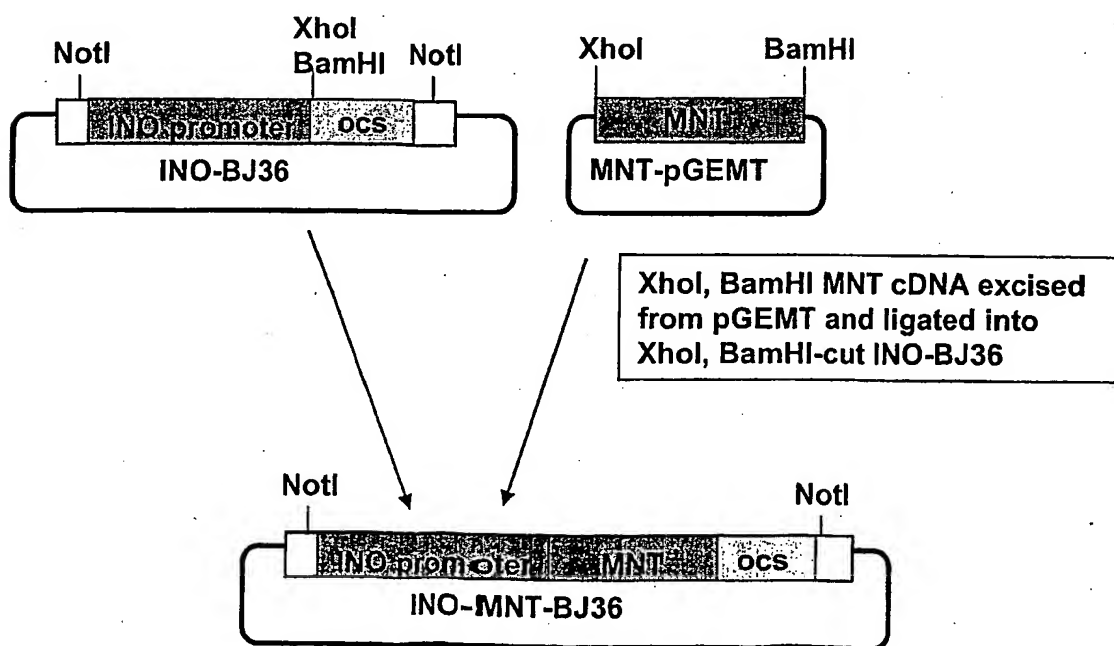 NotI
XhoI
BamHI
NotI
INO promoter
ocs
INO-BJ36
XhoI
BamHI
MNT
MNT-pGEMT
XhoI, BamHI MNT cDNA excised
from pGEMT and ligated into
XhoI, BamHI-cut INO-BJ36
NotI
NotI
INO promoter
MNT
ocs
INO-MNT-BJ36